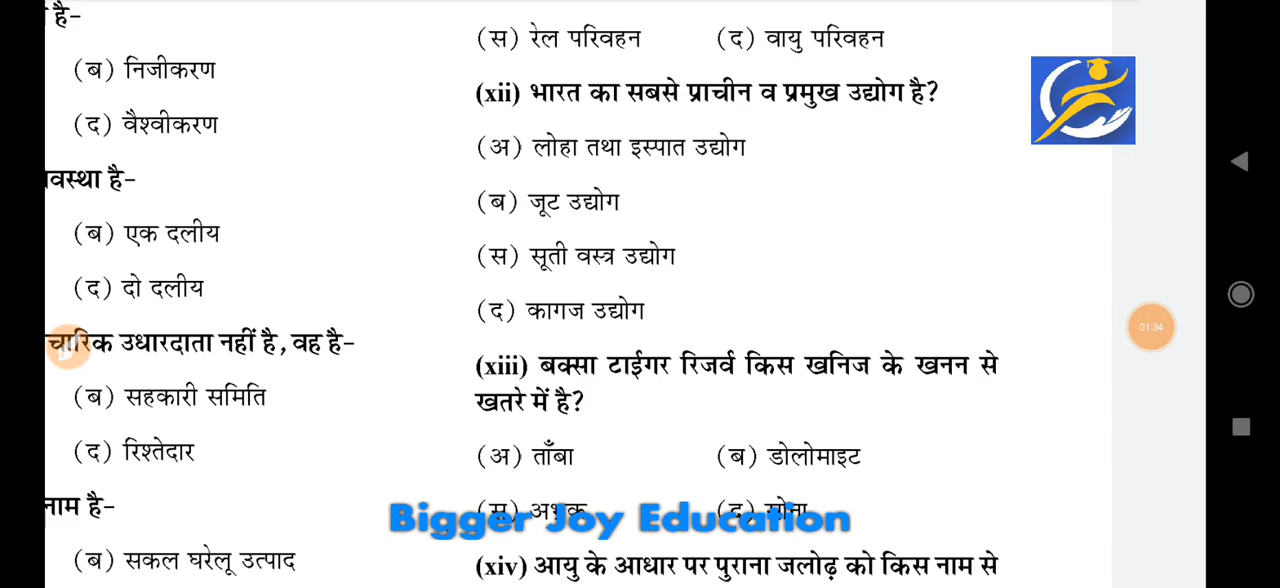 है-
(ब) निजीकरण
(द) वैश्वीकरण
वस्था है-
(ब) एक दलीय
(द) दो दलीय
चारिक उधारदाता नहीं है, वह है-
(ब) सहकारी समिति
(द) रिश्तेदार
नाम है-
(ब) सकल घरेलू उत्पाद
(स) रेल परिवहन (द) वायु परिवहन
(xii) भारत का सबसे प्राचीन व प्रमुख उद्योग है?
(अ) लोहा तथा इस्पात उद्योग
(ब) जूट उद्योग
(स) सूती वस्त्र उद्योग
(द) कागज उद्योग
(xiii) बक्सा टाईगर रिजर्व किस खनिज के खनन से
खतरे में है?
(अ) ताँबा (ब) डोलोमाइट
(स) अभ्रक (द) सोना
Bigger Joy Education
(xiv) आयु के आधार पर पुराना जलोढ़ को किस नाम से
01:34